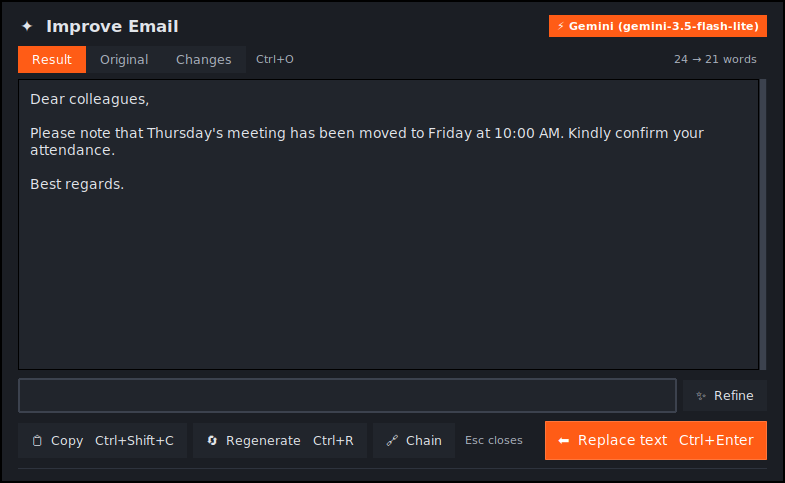 ✦ Improve Email
⚡ Gemini (gemini-3.5-flash-lite)
Result Original Changes Ctrl+O
24 → 21 words
Dear colleagues,
Please note that Thursday's meeting has been moved to Friday at 10:00 AM. Kindly confirm your
attendance.
Best regards.
✨ Refine
📋 Copy Ctrl+Shift+C
🔄 Regenerate Ctrl+R
🔗 Chain
Esc closes
⬅ Replace text Ctrl+Enter